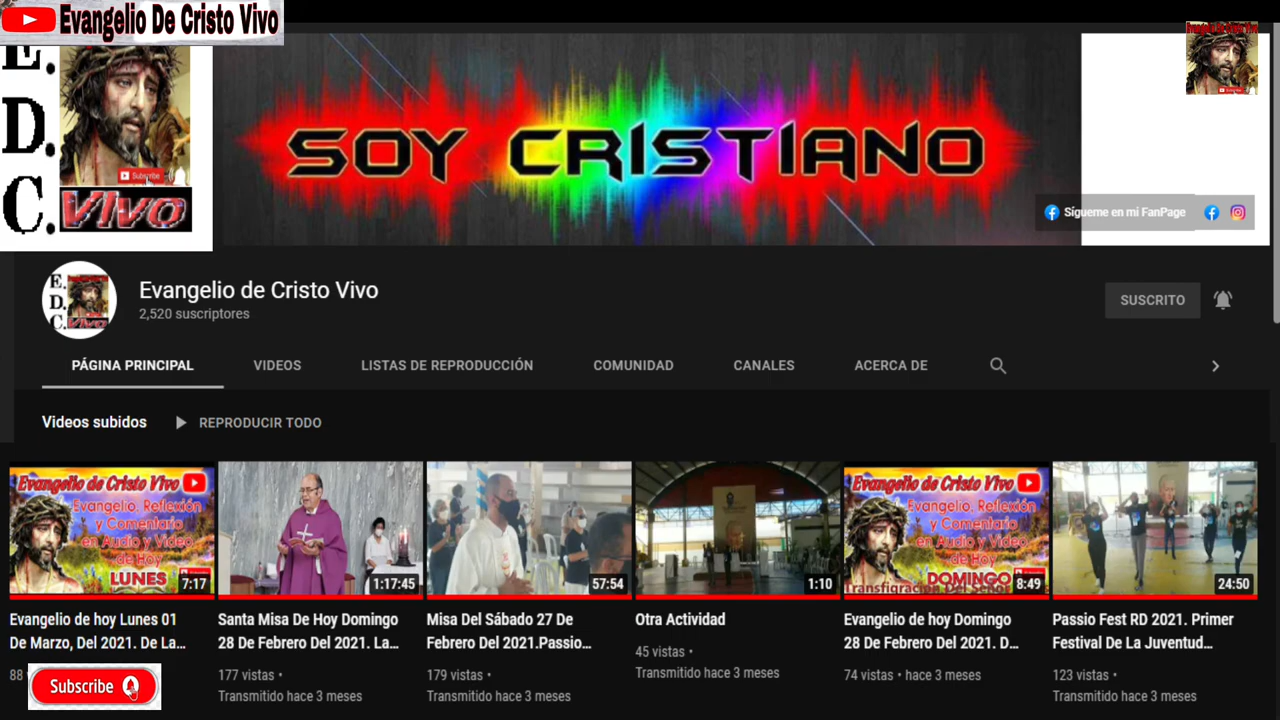 Evangelio De Cristo Vivo
E.
D.
C.
Subscribe
Vivo
SOY CRISTIANO
Evangelio de Cristo Vivo
Sígueme en mi FanPage
E.
D.
C.
Vivo
Evangelio de Cristo Vivo
2,520 suscriptores
SUSCRITO
PÁGINA PRINCIPAL
VIDEOS
LISTAS DE REPRODUCCIÓN
COMUNIDAD
CANALES
ACERCA DE
Videos subidos
REPRODUCIR TODO
Evangelio de Cristo Vivo
Evangelio, Reflexión
y Comentario
en Audio y Video
de Hoy
LUNES
7:17
1:17:45
57:54
1:10
Evangelio de Cristo Vivo
Evangelio, Reflexión
y Comentario
en Audio y Video
de Hoy
DOMINGO
Transfigracion Del Señor
8:49
24:50
Evangelio de hoy Lunes 01
De Marzo, Del 2021. De La...
88
Santa Misa De Hoy Domingo
28 De Febrero Del 2021. La...
177 vistas •
Transmitido hace 3 meses
Misa Del Sábado 27 De
Febrero Del 2021.Passio...
179 vistas •
Transmitido hace 3 meses
Otra Actividad
45 vistas •
Transmitido hace 3 meses
Evangelio de hoy Domingo
28 De Febrero Del 2021. D...
74 vistas • hace 3 meses
Passio Fest RD 2021. Primer
Festival De La Juventud...
123 vistas •
Transmitido hace 3 meses
Subscribe